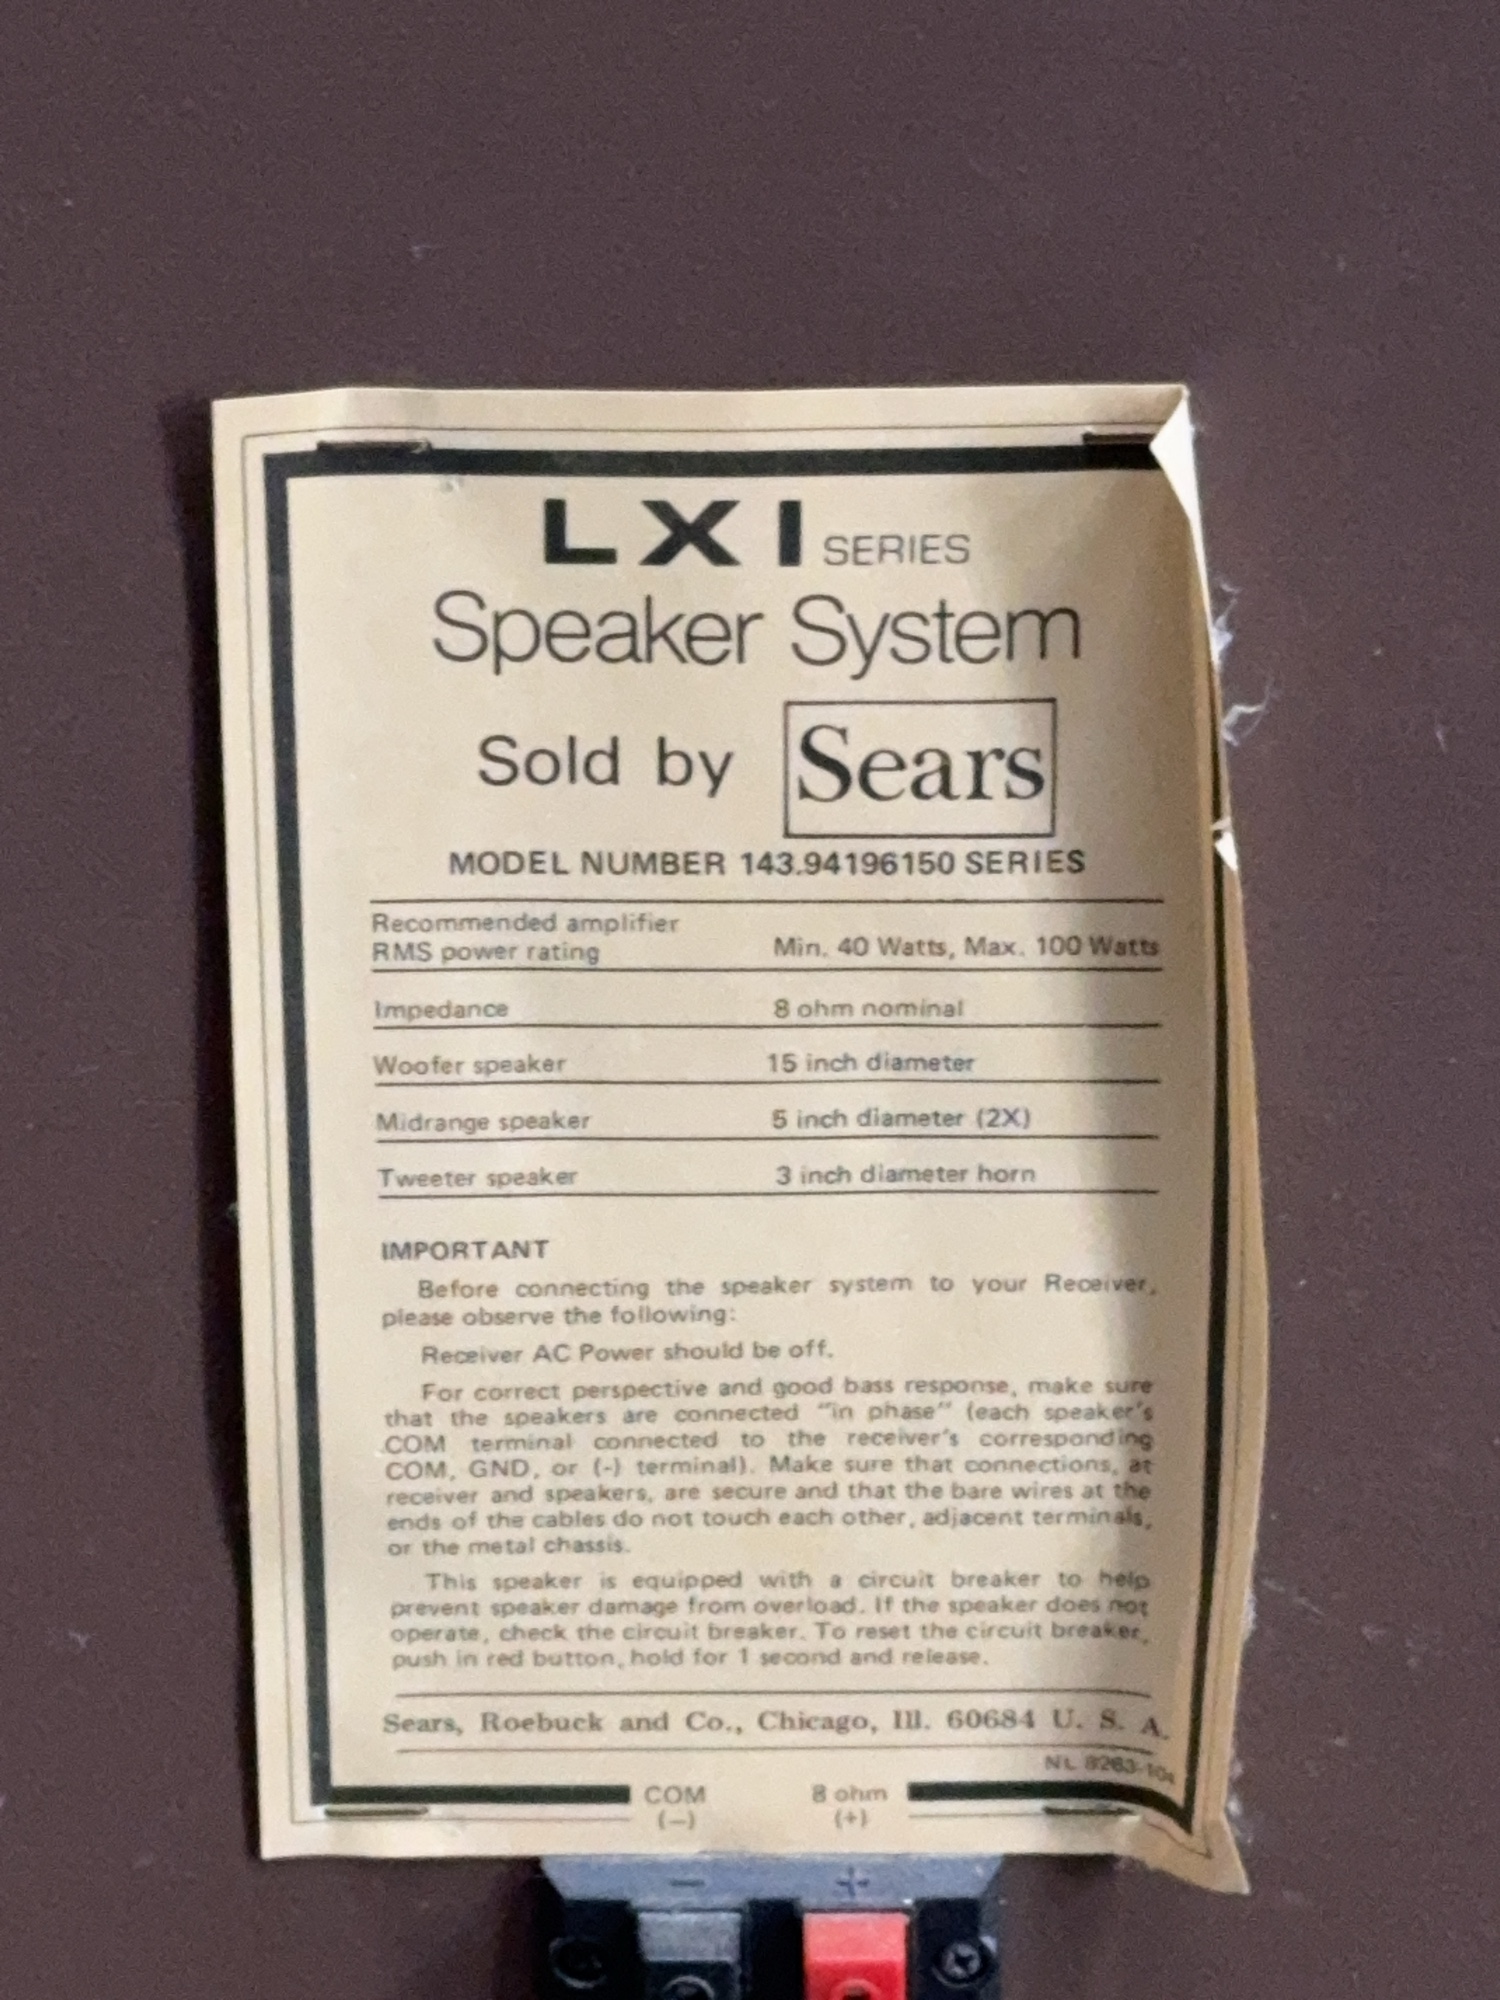 LXI SERIES
Speaker System
Sold by Sears
MODEL NUMBER 143.94196150 SERIES
Recommended amplifier
RMS power rating Min. 40 Watts, Max. 100 Watts
Impedance 8 ohm nominal
Woofer speaker 15 inch diameter
Midrange speaker 5 inch diameter (2X)
Tweeter speaker 3 inch diameter horn
IMPORTANT
Before connecting the speaker system to your Receiver,
please observe the following:
Receiver AC Power should be off.
For correct perspective and good bass response, make sure
that the speakers are connected "in phase" (each speaker's
COM terminal connected to the receiver's corresponding
COM, GND, or (-) terminal). Make sure that connections, at
receiver and speakers, are secure and that the bare wires at the
ends of the cables do not touch each other, adjacent terminals,
or the metal chassis.
This speaker is equipped with a circuit breaker to help
prevent speaker damage from overload. If the speaker does not
operate, check the circuit breaker. To reset the circuit breaker,
push in red button, hold for 1 second and release.
Sears, Roebuck and Co., Chicago, Ill. 60684 U. S. A.
NL
COM 8 ohm
(−) (+)
− +